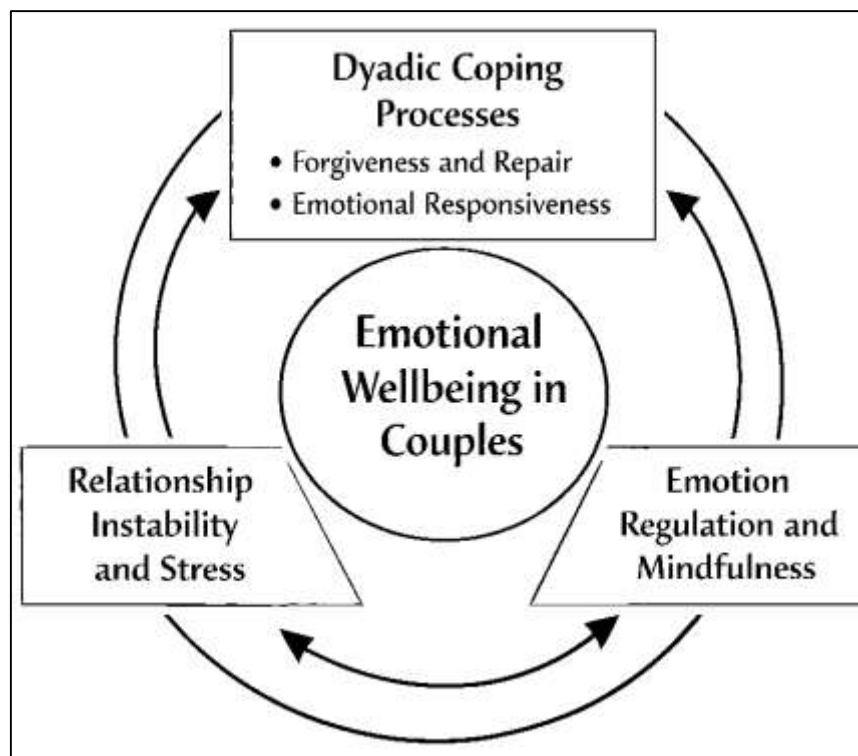 Dyadic Coping
Processes
• Forgiveness and Repair
• Emotional Responsiveness
Emotional
Wellbeing in
Couples
Relationship
Instability
and Stress
Emotion
Regulation and
Mindfulness